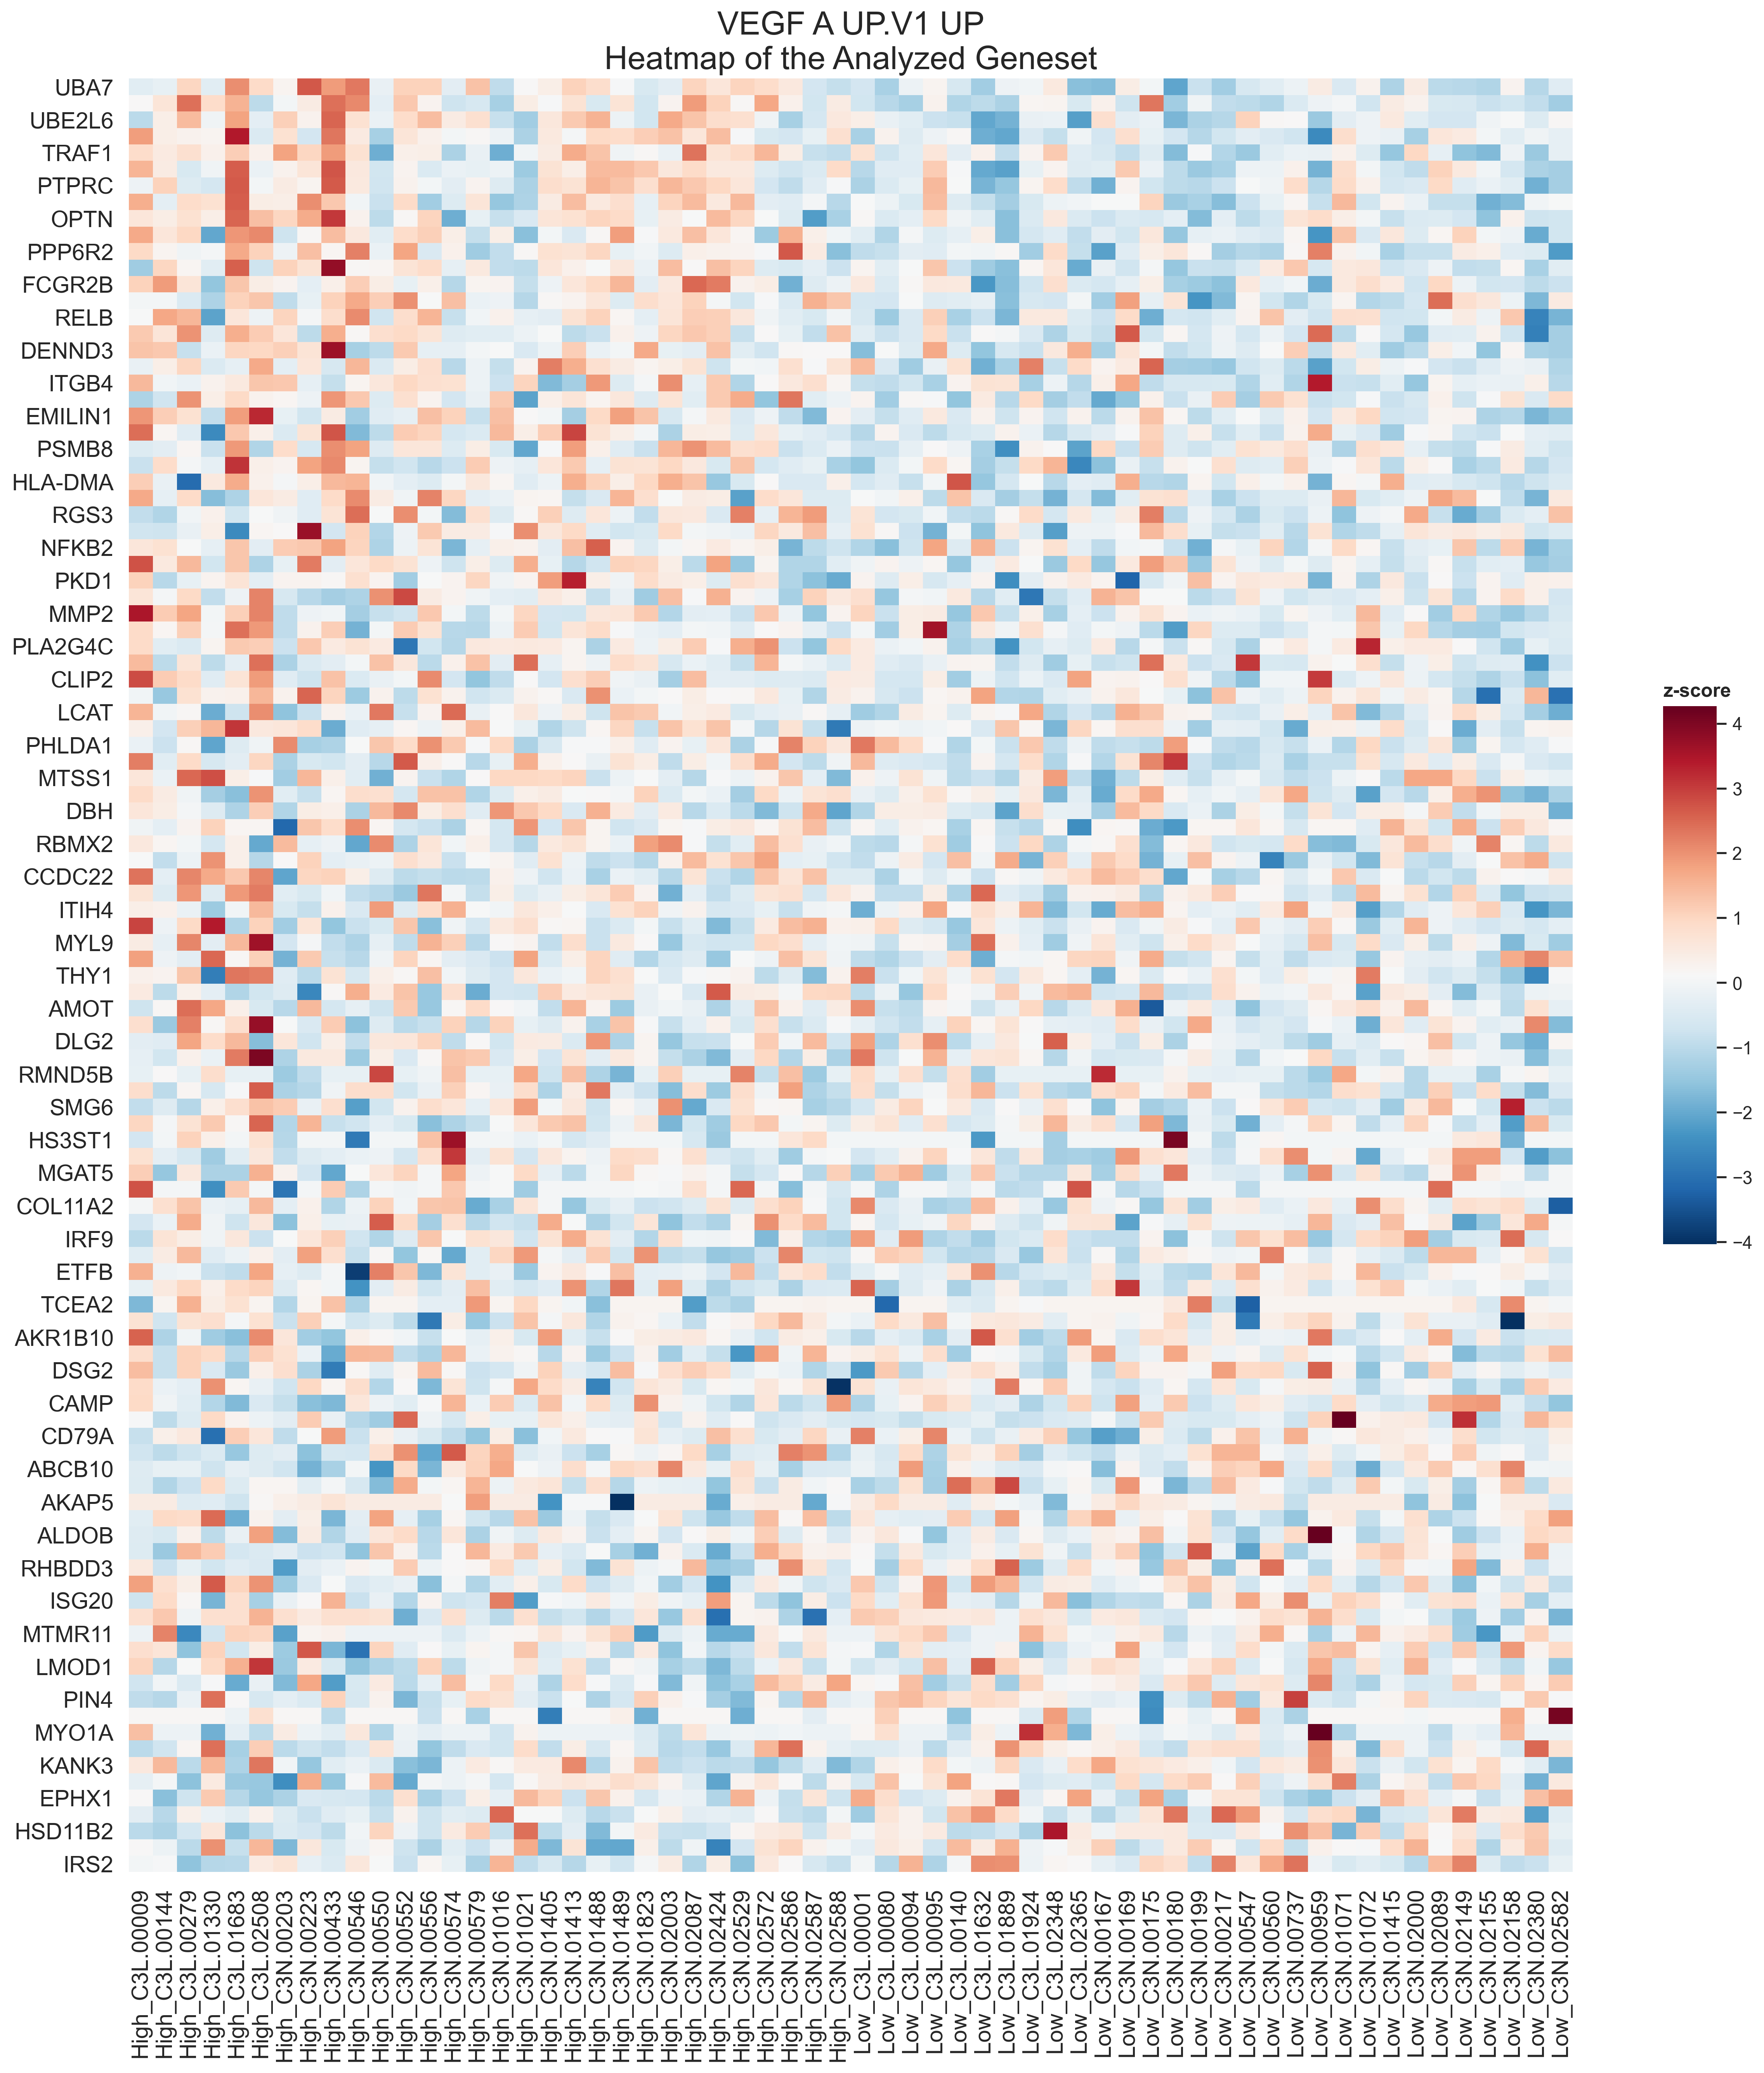 VEGF A UP.V1 UP
Heatmap of the Analyzed Geneset
UBA7
UBE2L6
TRAF1
PTPRC
OPTN
PPP6R2
FCGR2B
RELB
DENND3
ITGB4
EMILIN1
PSMB8
HLA-DMA
RGS3
NFKB2
PKD1
MMP2
PLA2G4C
CLIP2
LCAT
PHLDA1
MTSS1
DBH
RBMX2
CCDC22
ITIH4
MYL9
THY1
AMOT
DLG2
RMND5B
SMG6
HS3ST1
MGAT5
COL11A2
IRF9
ETFB
TCEA2
AKR1B10
DSG2
CAMP
CD79A
ABCB10
AKAP5
ALDOB
RHBDD3
ISG20
MTMR11
LMOD1
PIN4
MYO1A
KANK3
EPHX1
HSD11B2
IRS2
z-score
4
3
2
1
0
−1
−2
−3
−4
High_C3L.00009
High_C3L.00144
High_C3L.00279
High_C3L.01330
High_C3L.01683
High_C3L.02508
High_C3N.00203
High_C3N.00223
High_C3N.00433
High_C3N.00546
High_C3N.00550
High_C3N.00552
High_C3N.00556
High_C3N.00574
High_C3N.00579
High_C3N.01016
High_C3N.01021
High_C3N.01405
High_C3N.01413
High_C3N.01488
High_C3N.01489
High_C3N.01823
High_C3N.02003
High_C3N.02087
High_C3N.02424
High_C3N.02529
High_C3N.02572
High_C3N.02586
High_C3N.02587
High_C3N.02588
Low_C3L.00001
Low_C3L.00080
Low_C3L.00094
Low_C3L.00095
Low_C3L.00140
Low_C3L.01632
Low_C3L.01889
Low_C3L.01924
Low_C3L.02348
Low_C3L.02365
Low_C3N.00167
Low_C3N.00169
Low_C3N.00175
Low_C3N.00180
Low_C3N.00199
Low_C3N.00217
Low_C3N.00547
Low_C3N.00560
Low_C3N.00737
Low_C3N.00959
Low_C3N.01071
Low_C3N.01072
Low_C3N.01415
Low_C3N.02000
Low_C3N.02089
Low_C3N.02149
Low_C3N.02155
Low_C3N.02158
Low_C3N.02380
Low_C3N.02582